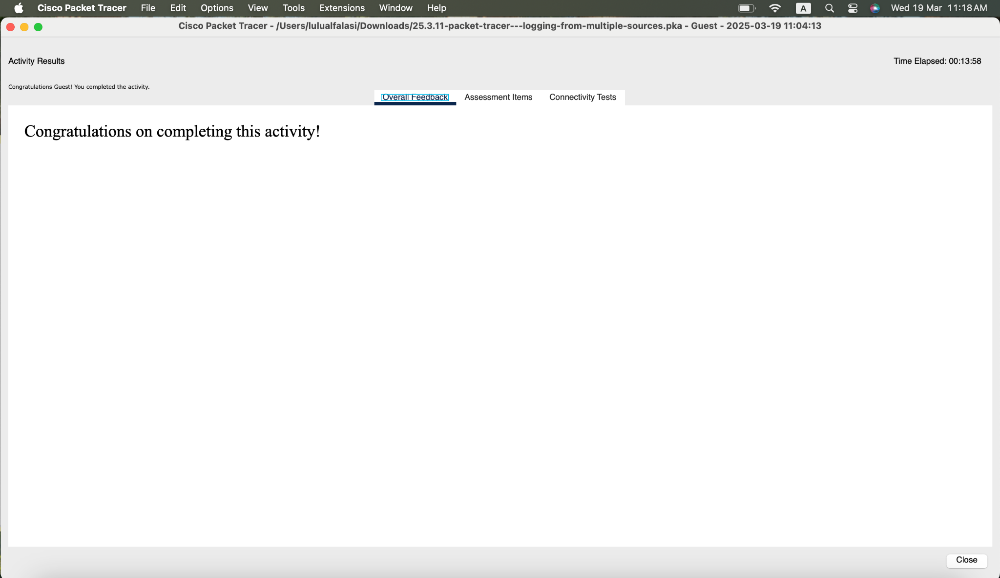 Cisco Packet Tracer File Edit Options View Tools Extensions Window Help A Wed 19 Mar 11:18 AM
Cisco Packet Tracer - /Users/lulualfalasi/Downloads/25.3.11-packet-tracer---logging-from-multiple-sources.pka - Guest - 2025-03-19 11:04:13
Activity Results Time Elapsed: 00:13:58
Congratulations Guest! You completed the activity.
Overall Feedback Assessment Items Connectivity Tests
Congratulations on completing this activity!
Close